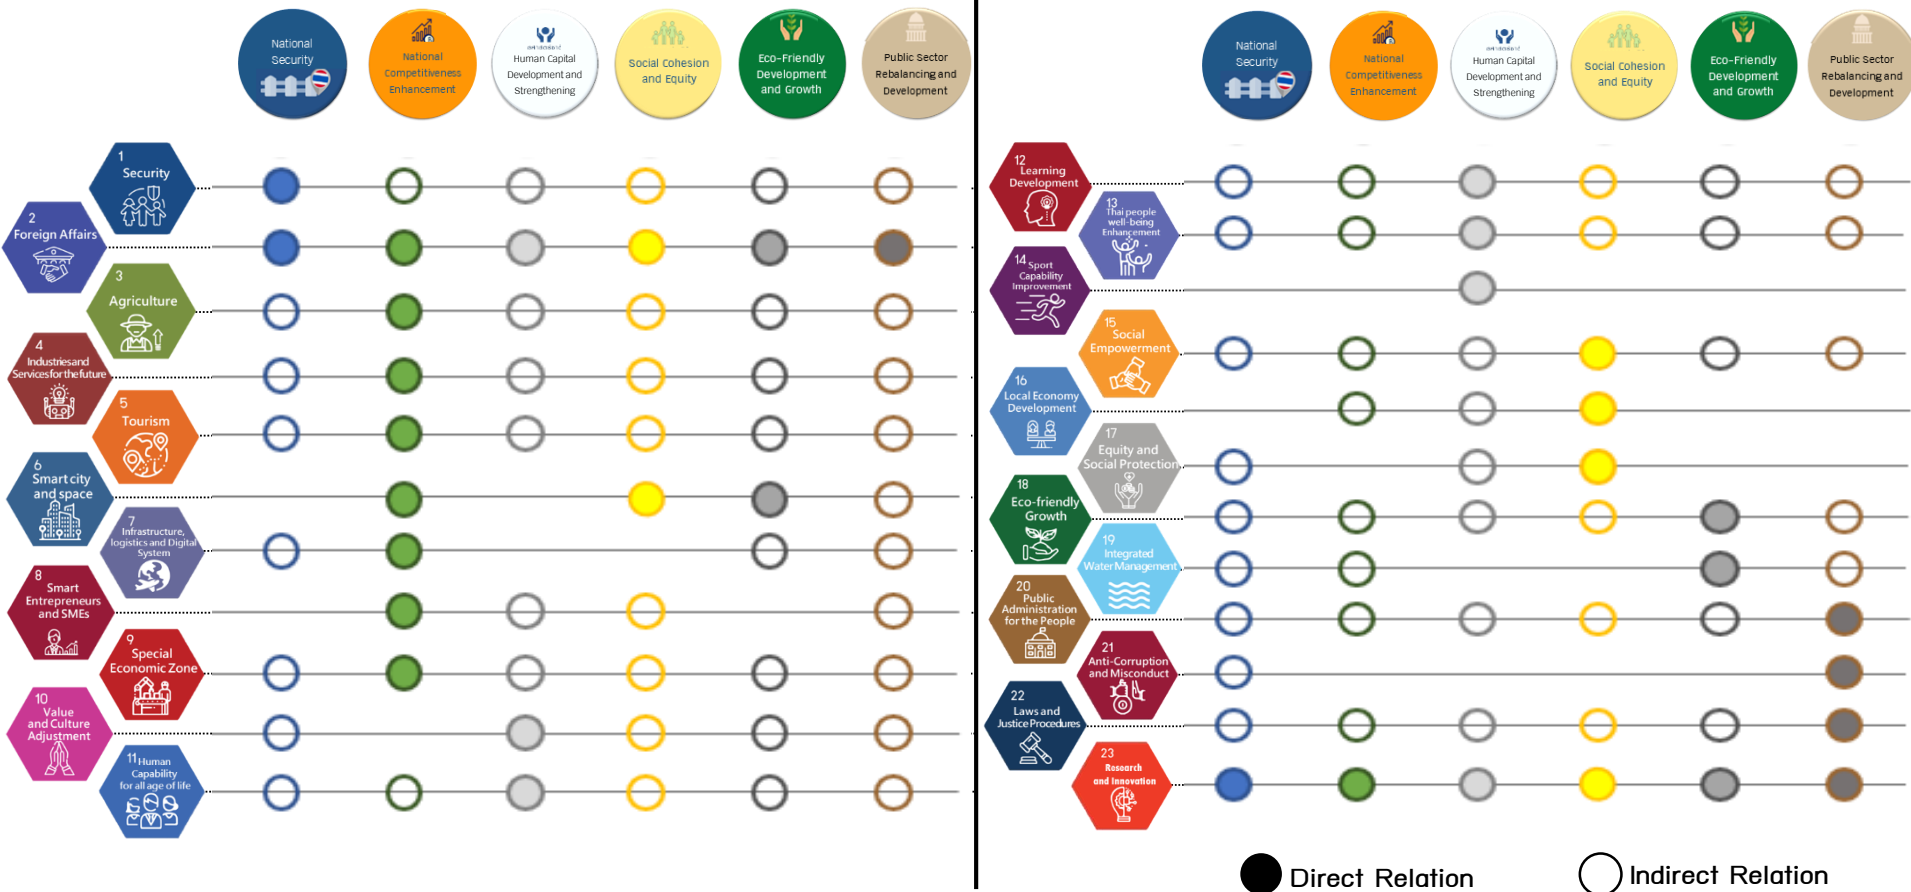 National
Security
National
Competitiveness
Enhancement
Human Capital
Development and
Strengthening
Social Cohesion
and Equity
Eco-Friendly
Development
and Growth
Public Sector
Rebalancing and
Development
1
Security
2
Foreign Affairs
3
Agriculture
4
Industries and
Services for the future
5
Tourism
6
Smart city
and space
7
Infrastructure,
logistics and Digital
System
8
Smart
Entrepreneurs
and SMEs
9
Special
Economic Zone
10
Value
and Culture
Adjustment
11 Human
Capability
for all age of life
National
Security
National
Competitiveness
Enhancement
Human Capital
Development and
Strengthening
Social Cohesion
and Equity
Eco-Friendly
Development
and Growth
Public Sector
Rebalancing and
Development
12
Learning
Development
13
Thai people
well-being
Enhancement
14 Sport
Capability
Improvement
15
Social
Empowerment
16
Local Economy
Development
17
Equity and
Social Protection
18
Eco-friendly
Growth
19
Integrated
Water Management
20
Public
Administration
for the People
21
Anti-Corruption
and Misconduct
22
Laws and
Justice Procedures
23
Research
and Innovation
Direct Relation
Indirect Relation